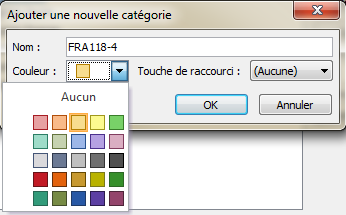 Ajouter une nouvelle catégorie
Nom : FRA118-4
Couleur : Touche de raccourci : (Aucune)
Aucun
OK Annuler